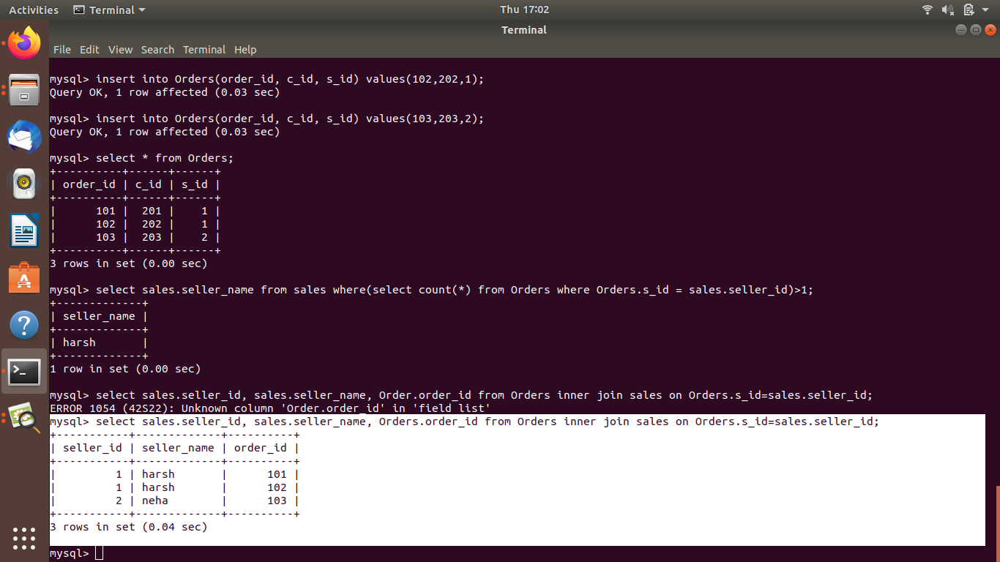 Activities Terminal Thu 17:02
Terminal
File Edit View Search Terminal Help
mysql> insert into Orders(order_id, c_id, s_id) values(102,202,1);
Query OK, 1 row affected (0.03 sec)
mysql> insert into Orders(order_id, c_id, s_id) values(103,203,2);
Query OK, 1 row affected (0.03 sec)
mysql> select * from Orders;
+----------+------+------+
| order_id | c_id | s_id |
+----------+------+------+
|      101 |  201 |    1 |
|      102 |  202 |    1 |
|      103 |  203 |    2 |
+----------+------+------+
3 rows in set (0.00 sec)
mysql> select sales.seller_name from sales where(select count(*) from Orders where Orders.s_id = sales.seller_id)>1;
+-------------+
| seller_name |
+-------------+
| harsh       |
+-------------+
1 row in set (0.00 sec)
mysql> select sales.seller_id, sales.seller_name, Order.order_id from Orders inner join sales on Orders.s_id=sales.seller_id;
ERROR 1054 (42S22): Unknown column 'Order.order_id' in 'field list'
mysql> select sales.seller_id, sales.seller_name, Orders.order_id from Orders inner join sales on Orders.s_id=sales.seller_id;
+-----------+-------------+----------+
| seller_id | seller_name | order_id |
+-----------+-------------+----------+
|         1 | harsh       |      101 |
|         1 | harsh       |      102 |
|         2 | neha        |      103 |
+-----------+-------------+----------+
3 rows in set (0.04 sec)
mysql>